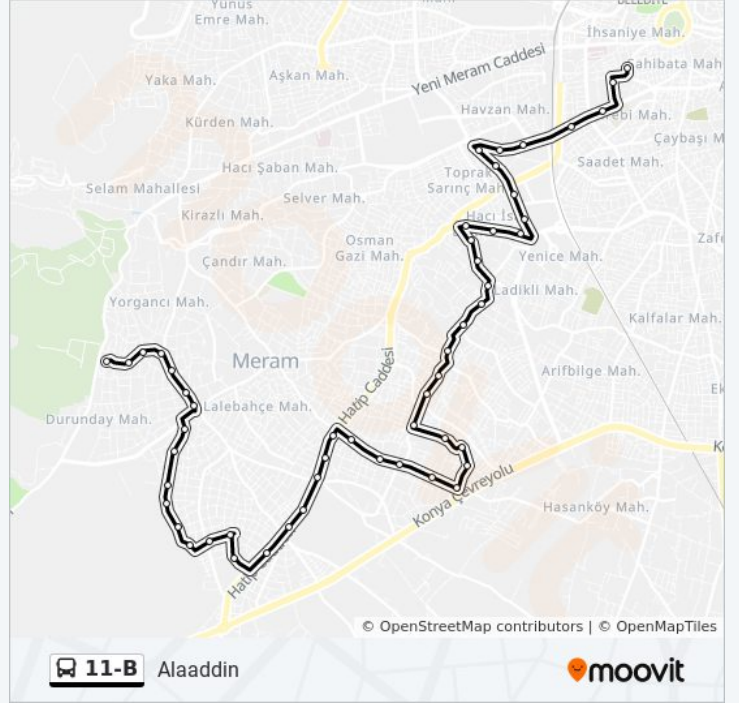 Yunus
Emre Mah.
BELEDİYE
İhsaniye Mah.
Yaka Mah.
Aşkan Mah.
Yeni Meram Caddesi
Sahibata Mah
Kürden Mah.
Havzan Mah.
ebi Mah.
Çaybaşı M
Hacı Şaban Mah.
Toprak
Sarınç Mah
Saadet Mah.
Selam Mahallesi
Selver Mah.
Kirazlı Mah.
Hacı İs
Osman
Gazi Mah.
Zafe
Çandır Mah.
Yenice Mah.
Yorgancı Mah.
Ladikli Mah.
Kalfalar Mah.
Meram
Arifbilge Mah.
Hatip Caddesi
Lalebahçe Mah.
Durunday Mah.
Konya Çevreyolu
Hasanköy Mah.
Hatip
© OpenStreetMap contributors | © OpenMapTiles
11-B Alaaddin
moovit